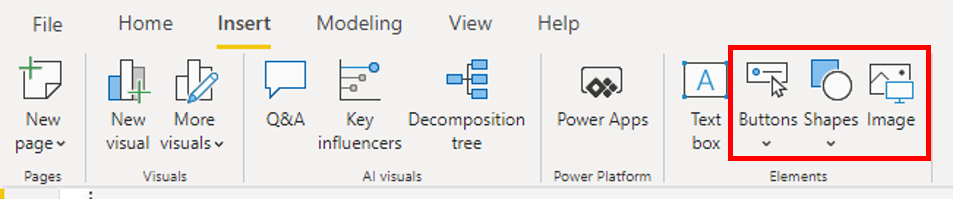 File Home Insert Modeling View Help
New page
New visual
More visuals
Q&A
Key influencers
Decomposition tree
Power Apps
A
Text box
Buttons
Shapes
Image
Pages Visuals AI visuals Power Platform Elements